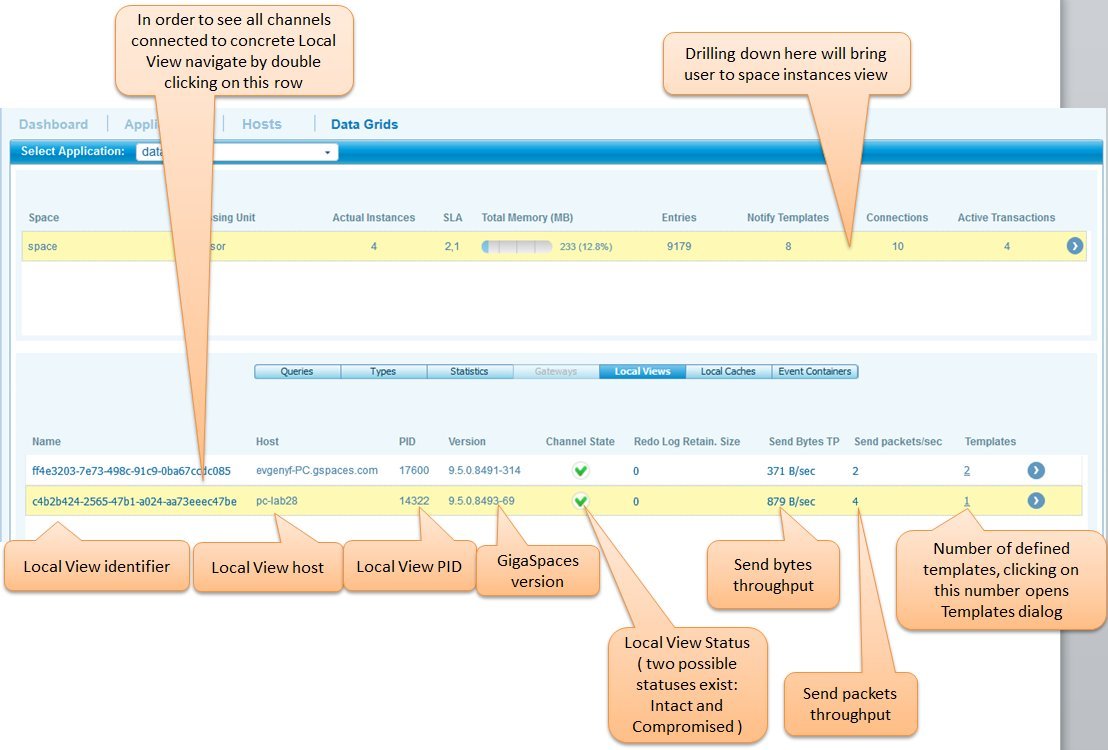 In order to see all channels
connected to concrete Local
View navigate by double
clicking on this row
Drilling down here will bring
user to space instances view
Dashboard Appli Hosts Data Grids
Select Application: data
Space sing Unit Actual Instances SLA Total Memory (MB) Entries Notify Templates Connections Active Transactions
space sor 4 2,1 233 (12.8%) 9179 8 10 4
Queries Types Statistics Gateways Local Views Local Caches Event Containers
Name Host PID Version Channel State Redo Log Retain. Size Send Bytes TP Send packets/sec Templates
ff4e3203-7e73-498c-91c9-0ba67ccdc085 evgenyf-PC.gspaces.com 17600 9.5.0.8491-314 0 371 B/sec 2 2
c4b2b424-2565-47b1-a024-aa73eeec47be pc-lab28 14322 9.5.0.8493-69 0 879 B/sec 4 1
Local View identifier
Local View host
Local View PID
GigaSpaces
version
Send bytes
throughput
Number of defined
templates, clicking on
this number opens
Templates dialog
Local View Status
( two possible
statuses exist:
Intact and
Compromised )
Send packets
throughput